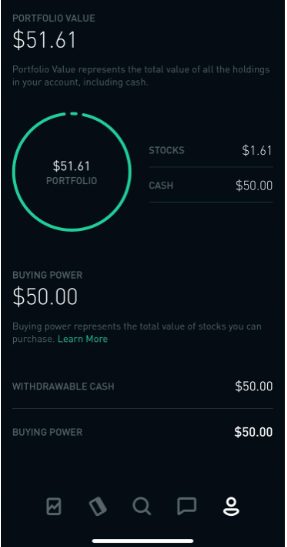 PORTFOLIO VALUE
$51.61
Portfolio Value represents the total value of all the holdings
in your account, including cash.
$51.61
PORTFOLIO
STOCKS $1.61
CASH $50.00
BUYING POWER
$50.00
Buying power represents the total value of stocks you can
purchase. Learn More
WITHDRAWABLE CASH $50.00
BUYING POWER $50.00